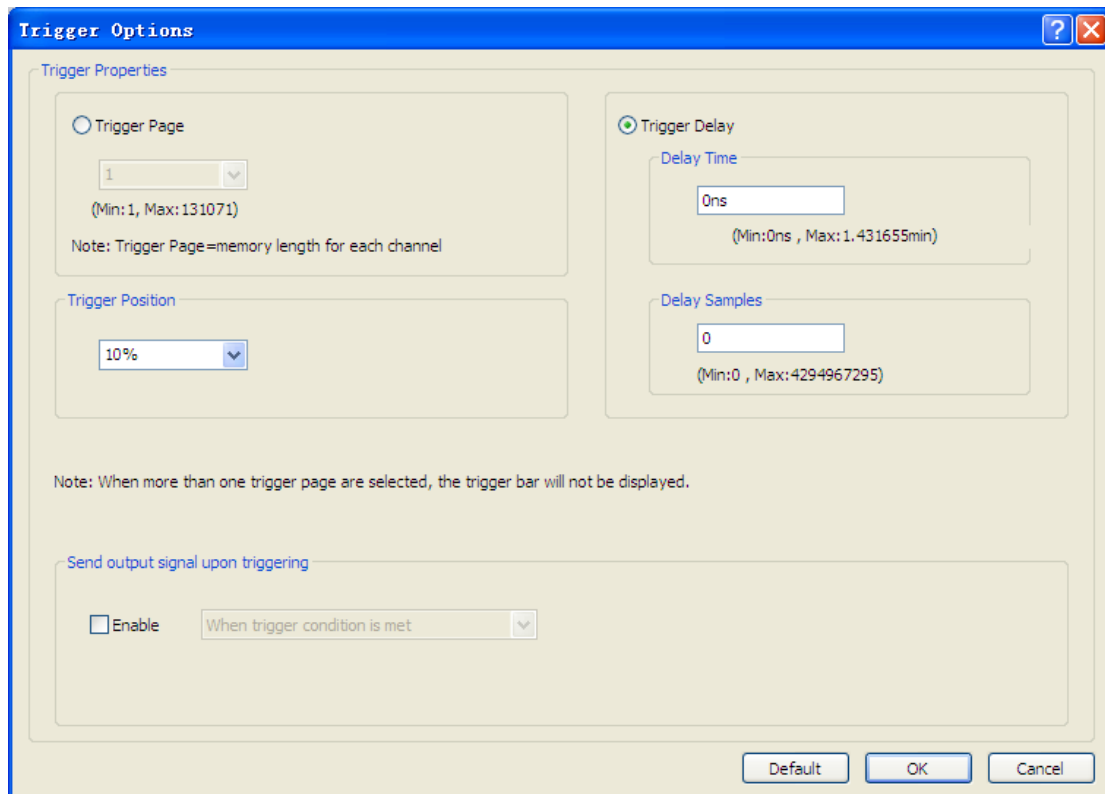 Trigger Options
Trigger Properties
Trigger Page
1
(Min:1, Max:131071)
Note: Trigger Page=memory length for each channel
Trigger Position
10%
Trigger Delay
Delay Time
0ns
(Min:0ns , Max:1.431655min)
Delay Samples
0
(Min:0 , Max:4294967295)
Note: When more than one trigger page are selected, the trigger bar will not be displayed.
Send output signal upon triggering
Enable
When trigger condition is met
Default
OK
Cancel